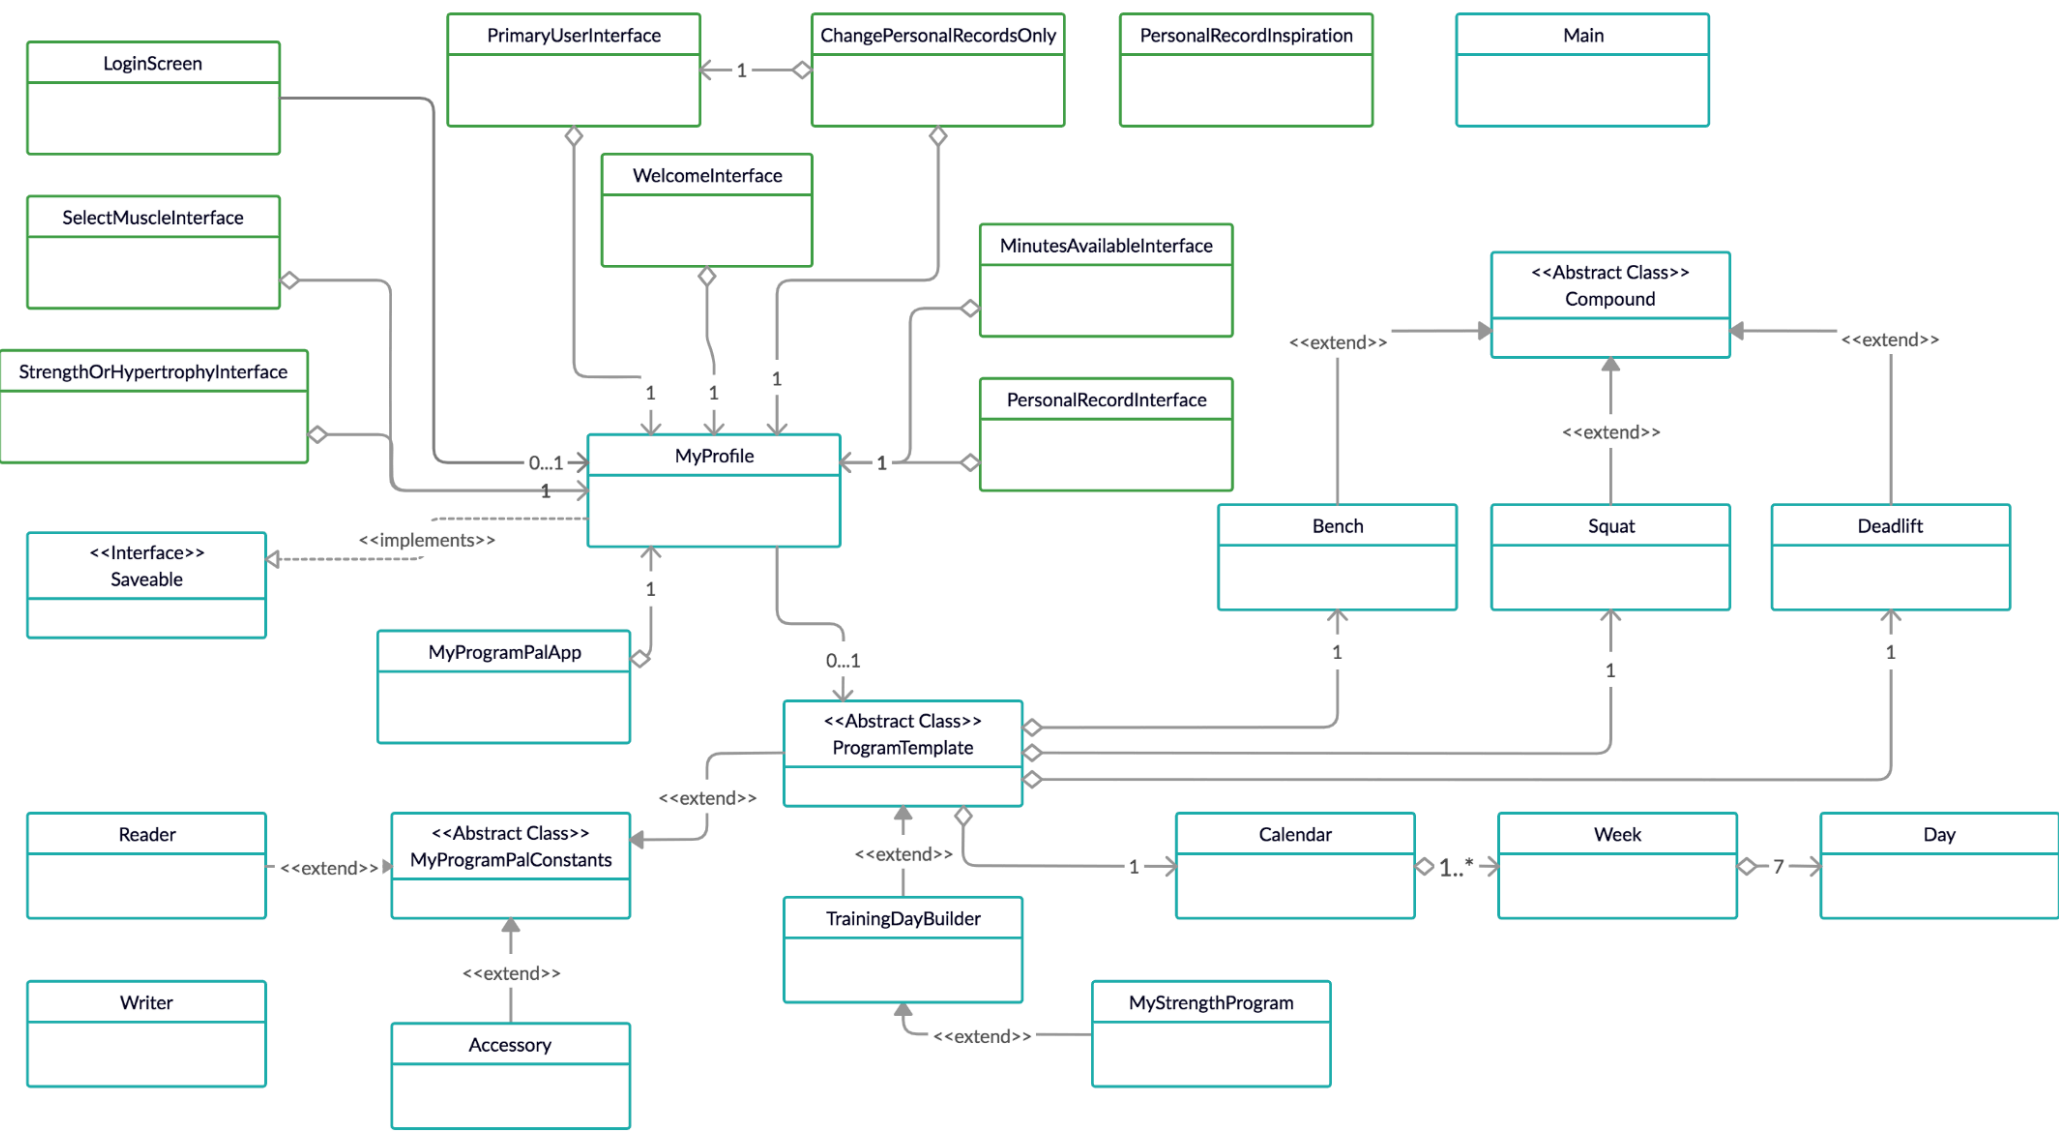 PrimaryUserInterface
ChangePersonalRecordsOnly
PersonalRecordInspiration
Main
LoginScreen
1
WelcomeInterface
SelectMuscleInterface
MinutesAvailableInterface
<<Abstract Class>>
Compound
<<extend>>
<<extend>>
StrengthOrHypertrophyInterface
1
1
1
PersonalRecordInterface
<<extend>>
MyProfile
0...1
1
1
Bench
Squat
Deadlift
<<implements>>
<<Interface>>
Saveable
1
MyProgramPalApp
0...1
1
1
1
<<Abstract Class>>
ProgramTemplate
<<extend>>
Reader
<<Abstract Class>>
MyProgramPalConstants
Calendar
Week
Day
<<extend>>
<<extend>>
1
1..*
7
TrainingDayBuilder
<<extend>>
Writer
MyStrengthProgram
<<extend>>
Accessory